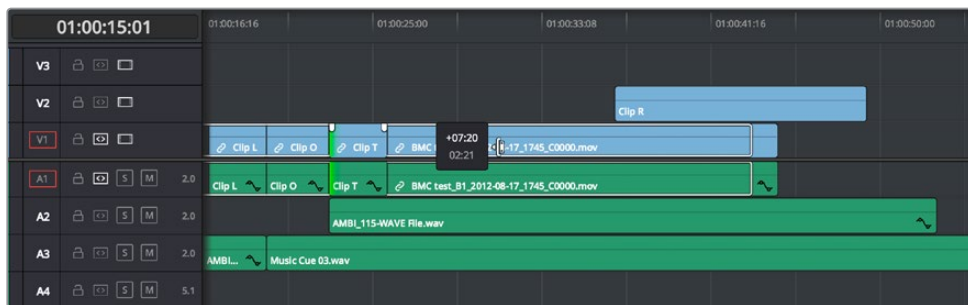 01:00:15:01 01:00:16:16 01:00:25:00 01:00:33:08 01:00:41:16 01:00:50:00
V3
V2 Clip R
V1 Clip L Clip O Clip T BMC
+07:20
02:21
-17_1745_C0000.mov
A1 S M 2.0 Clip L Clip O Clip T BMC test_B1_2012-08-17_1745_C0000.mov
A2 S M 2.0 AMBI_115-WAVE File.wav
A3 S M 2.0 AMBI... Music Cue 03.wav
A4 S M 5.1